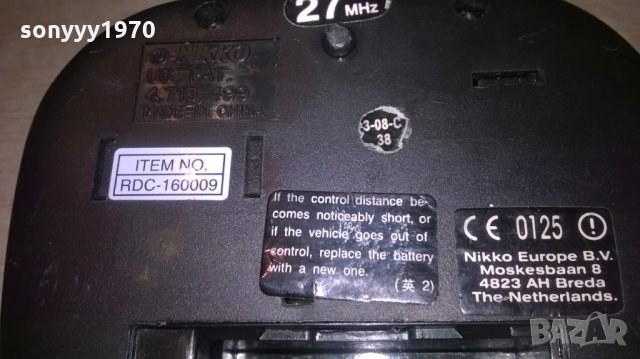 sonyyy1970
27 MHz
© NIKKO
US. PAT.
4,713,499
MADE IN CHINA
3-08-C
38
ITEM NO.
RDC-160009
If the control distance be-
comes noticeably short, or
if the vehicle goes out of
control, replace the battery
with a new one.
(英 2)
CE 0125
Nikko Europe B.V.
Moskesbaan 8
4823 AH Breda
The Netherlands.
BAZAR